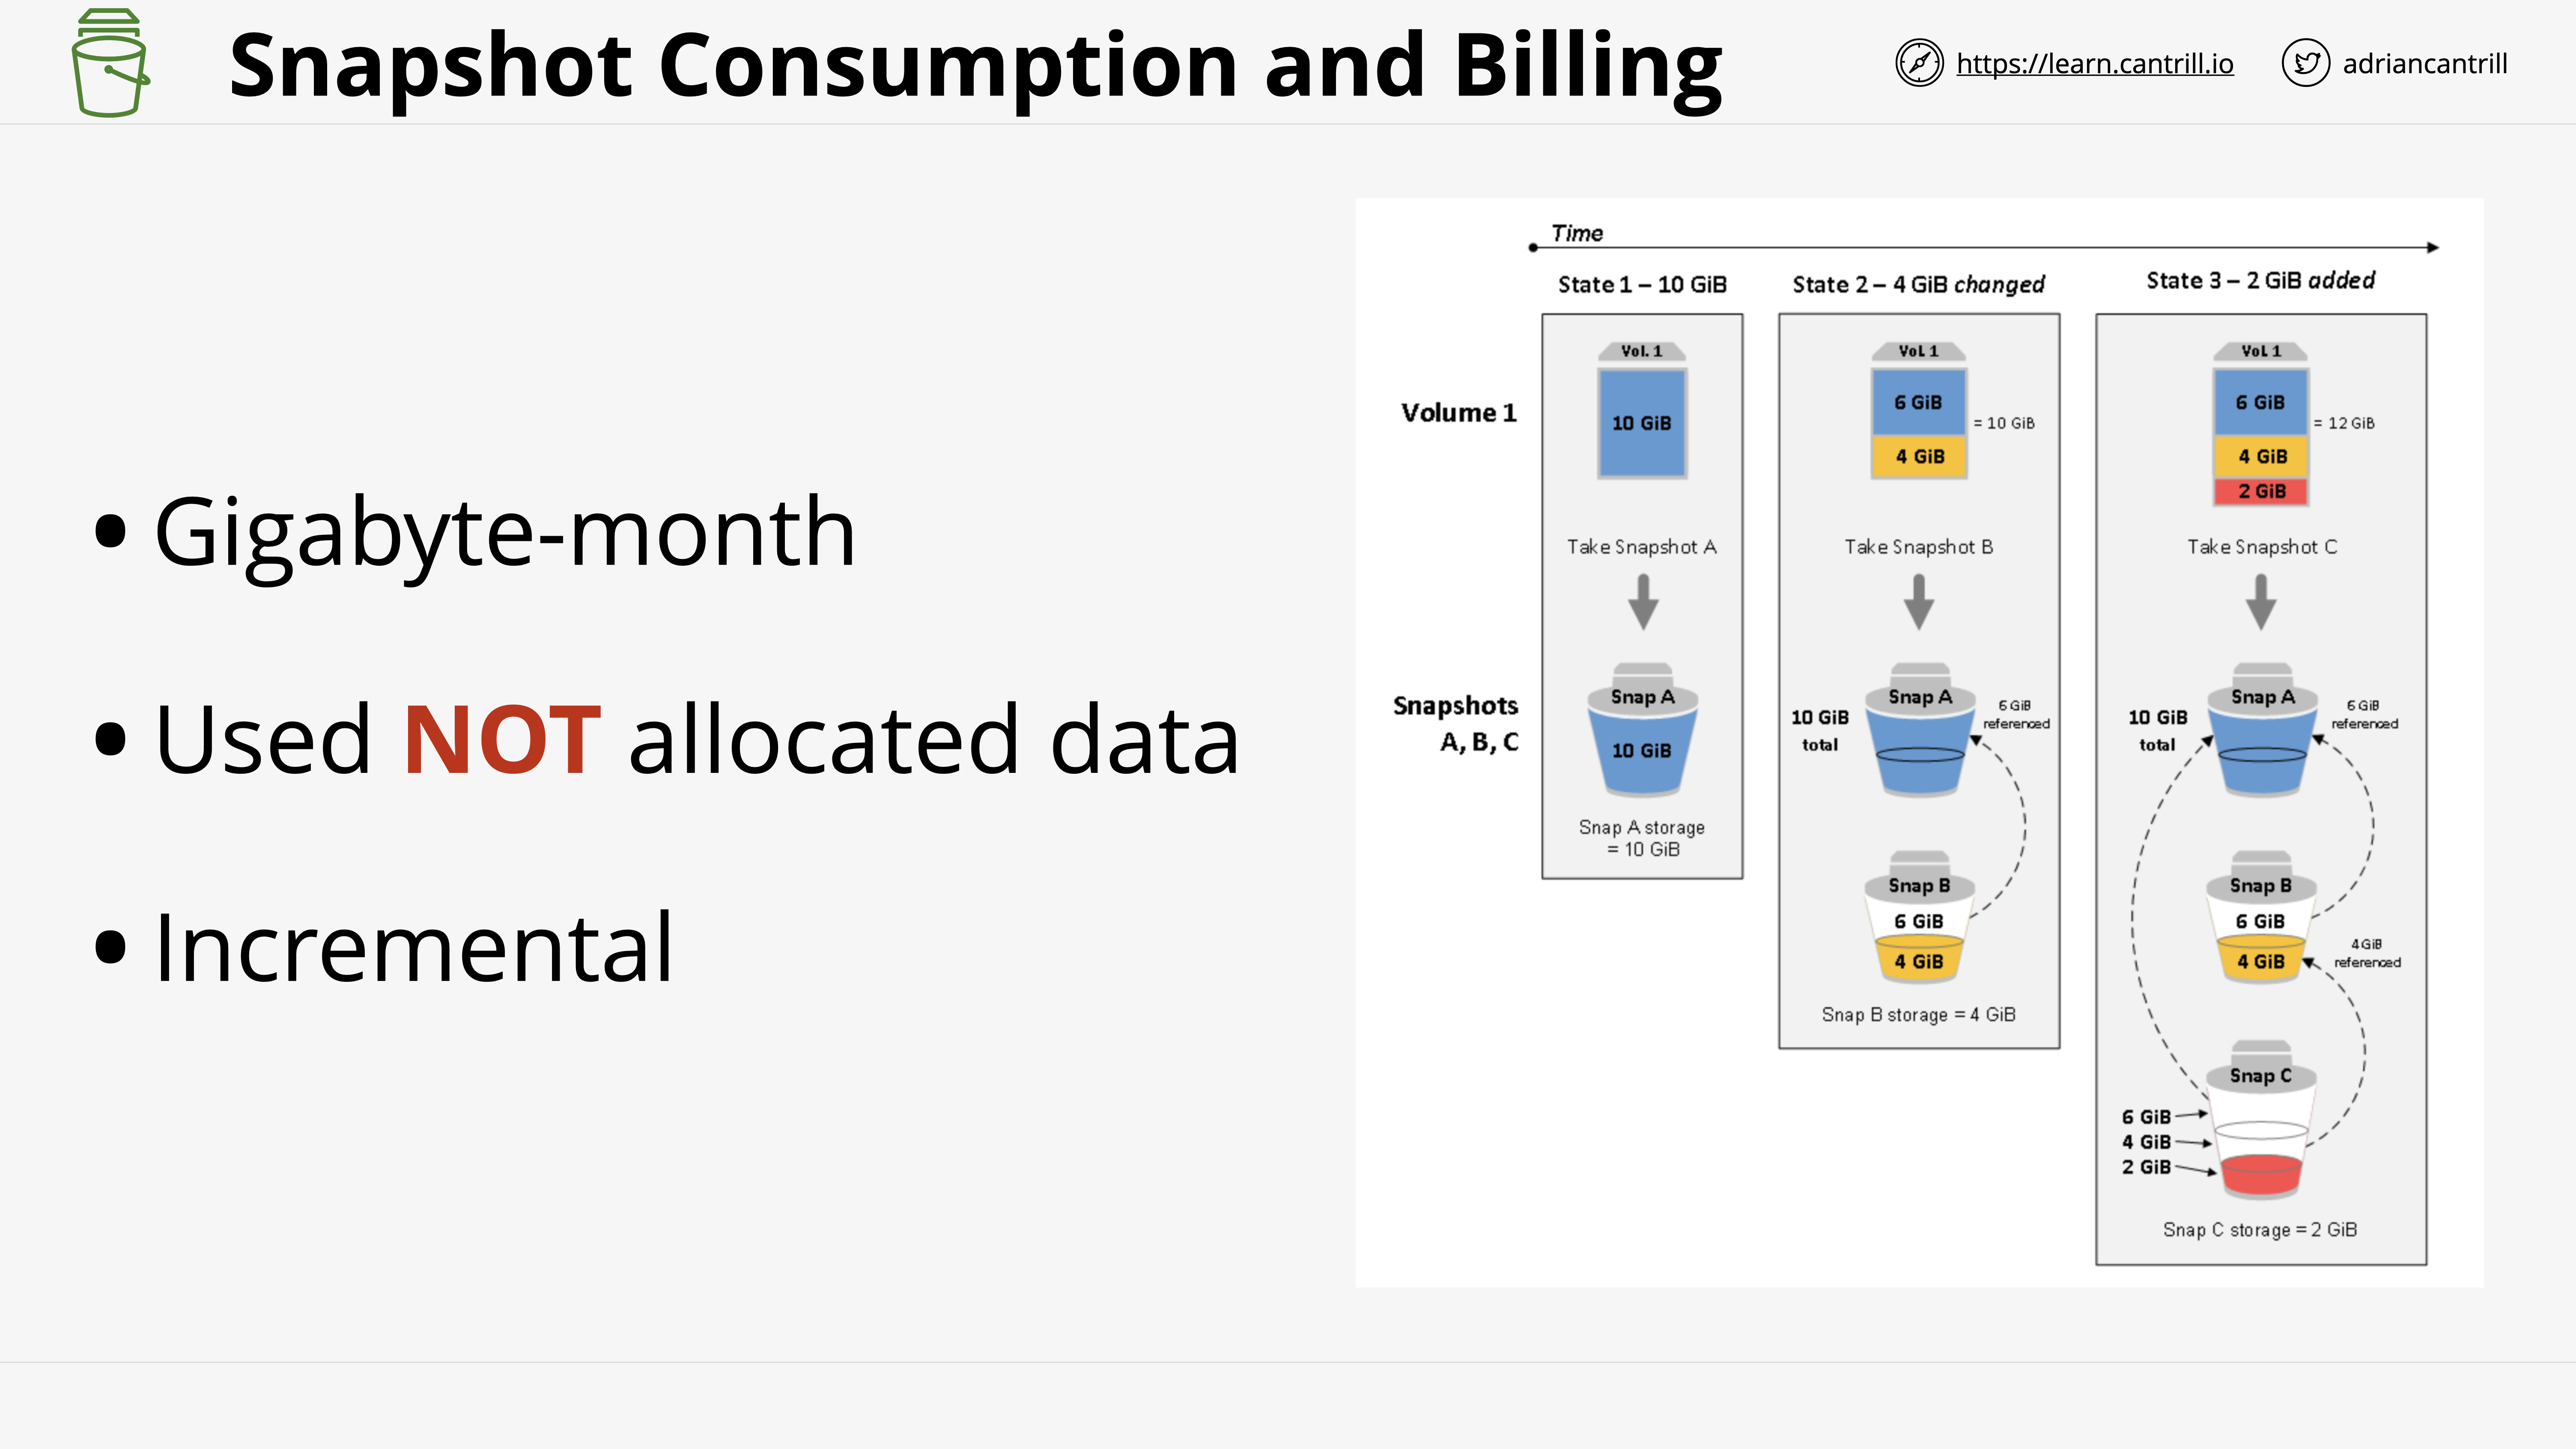 Snapshot Consumption and Billing
https://learn.cantrill.io
adriancantrill
• Gigabyte-month
• Used NOT allocated data
• Incremental
Time
State 1 – 10 GiB
State 2 – 4 GiB changed
State 3 – 2 GiB added
Volume 1
Vol. 1
10 GiB
Vol. 1
6 GiB
= 10 GiB
4 GiB
Vol. 1
6 GiB
= 12 GiB
4 GiB
2 GiB
Take Snapshot A
Take Snapshot B
Take Snapshot C
Snapshots
A, B, C
Snap A
10 GiB
Snap A storage
= 10 GiB
10 GiB
total
Snap A
6 GiB
referenced
Snap B
6 GiB
4 GiB
Snap B storage = 4 GiB
10 GiB
total
Snap A
6 GiB
referenced
Snap B
6 GiB
4 GiB
4 GiB
referenced
Snap C
6 GiB
4 GiB
2 GiB
Snap C storage = 2 GiB